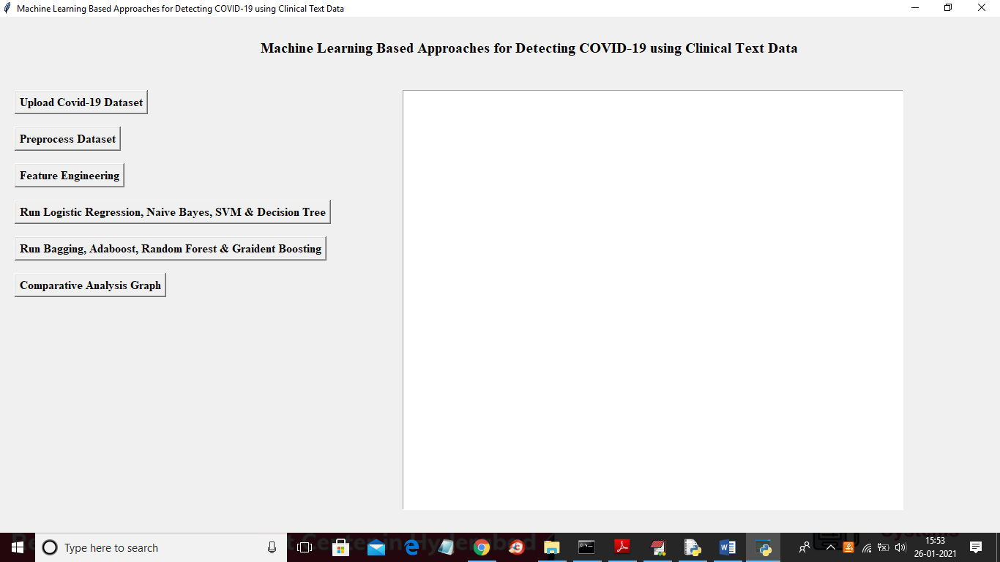 Machine Learning Based Approaches for Detecting COVID-19 using Clinical Text Data
Machine Learning Based Approaches for Detecting COVID-19 using Clinical Text Data
Upload Covid-19 Dataset
Preprocess Dataset
Feature Engineering
Run Logistic Regression, Naive Bayes, SVM & Decision Tree
Run Bagging, Adaboost, Random Forest & Graident Boosting
Comparative Analysis Graph
Type here to search
15:53
26-01-2021